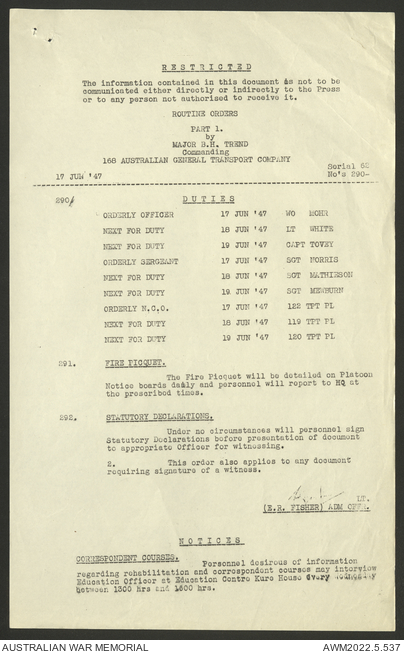 RESTRICTED
The information contained in this document is not to be
communicated either directly or indirectly to the Press
or to any person not authorised to receive it.
ROUTINE ORDERS
PART 1.
by
MAJOR B.H. TREND
Commanding
168 AUSTRALIAN GENERAL TRANSPORT COMPANY
Serial
17 JUN '47 No's 290-
290. DUTIES
ORDERLY OFFICER 17 JUN '47 WO MOHR
NEXT FOR DUTY 18 JUN '47 LT WHITE
NEXT FOR DUTY 19 JUN '47 CAPT TOVEY
ORDERLY SERGEANT 17 JUN '47 SGT NORRIS
NEXT FOR DUTY 18 JUN '47 SGT MATHIESON
NEXT FOR DUTY 19 JUN '47 SGT MEWBURN
ORDERLY N.C.O. 17 JUN '47 122 TPT PL
NEXT FOR DUTY 18 JUN '47 119 TPT PL
NEXT FOR DUTY 19 JUN '47 120 TPT PL
291. FIRE PICQUET.
The Fire Picquet will be detailed on Platoon
Notice boards daily and personnel will report to HQ at
the prescribed times.
292. STATUTORY DECLARATIONS.
Under no circumstances will personnel sign
Statutory Declarations before presentation of document
to appropriate Officer for witnessing.
2. This order also applies to any document
requiring signature of a witness.
LT.
(E.R. FISHER) ADM OFFR.
NOTICES
CORRESPONDENT COURSES. Personnel desirous of information
regarding rehabilitation and correspondent courses may interview
Education Officer at Education Centre Kure House every Wednesday
between 1300 hrs and 1600 hrs.
AUSTRALIAN WAR MEMORIAL AWM2022.5.537